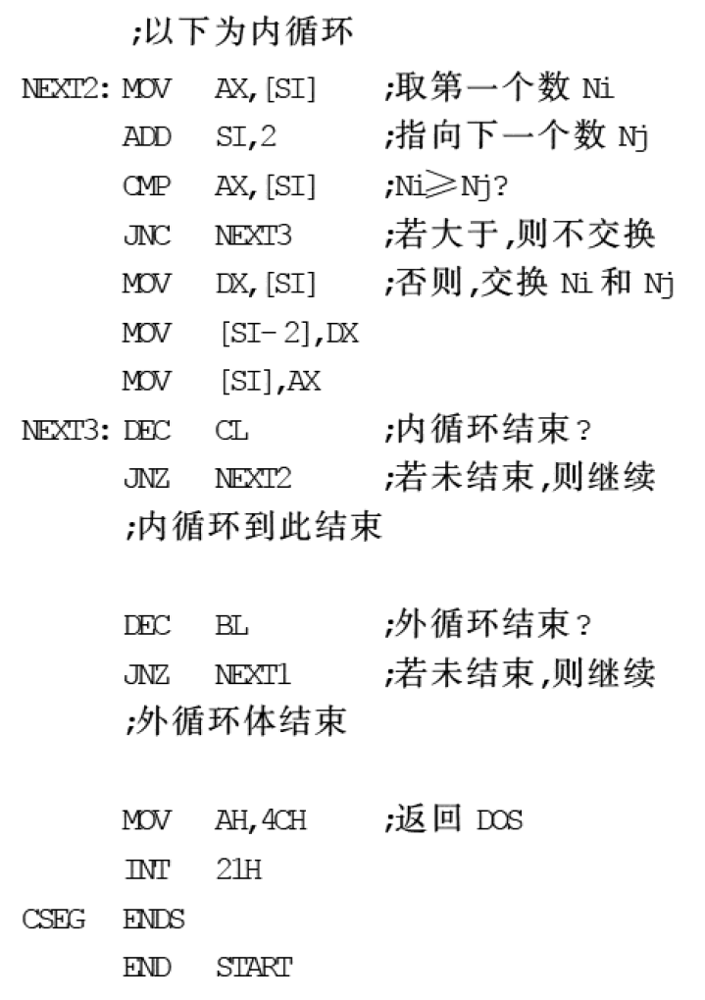 ;以下为内循环
NEXT2: MOV AX,[SI] ;取第一个数 Ni
ADD SI,2 ;指向下一个数 Nj
CMP AX,[SI] ;Ni≥Nj?
JNC NEXT3 ;若大于,则不交换
MOV DX,[SI] ;否则,交换 Ni 和 Nj
MOV [SI-2],DX
MOV [SI],AX
NEXT3: DEC CL ;内循环结束?
JNZ NEXT2 ;若未结束,则继续
;内循环到此结束
DEC BL ;外循环结束?
JNZ NEXT1 ;若未结束,则继续
;外循环体结束
MOV AH,4CH ;返回 DOS
INT 21H
CSEG ENDS
END START